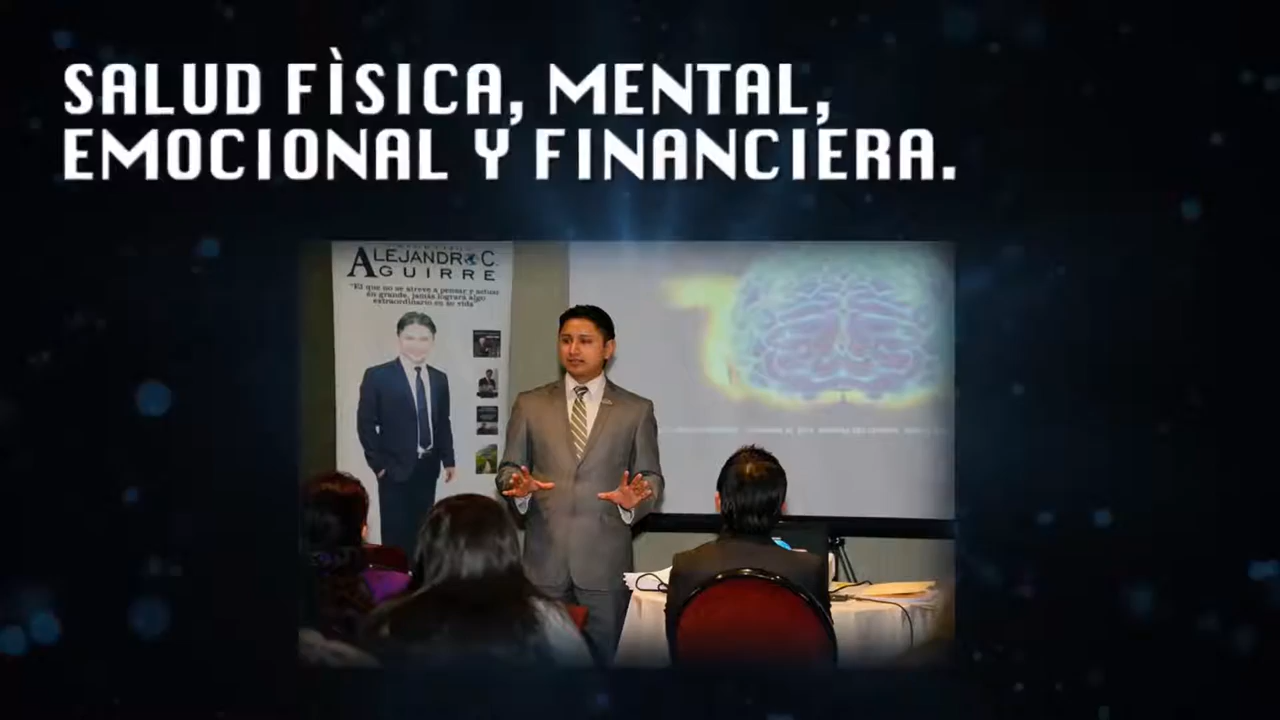 SALUD FÌSICA, MENTAL,
EMOCIONAL Y FINANCIERA.
ALEJANDRO C.
AGUIRRE
"El que no se atreve a pensar y actuar
en grande, jamás logrará algo
extraordinario en su vida"